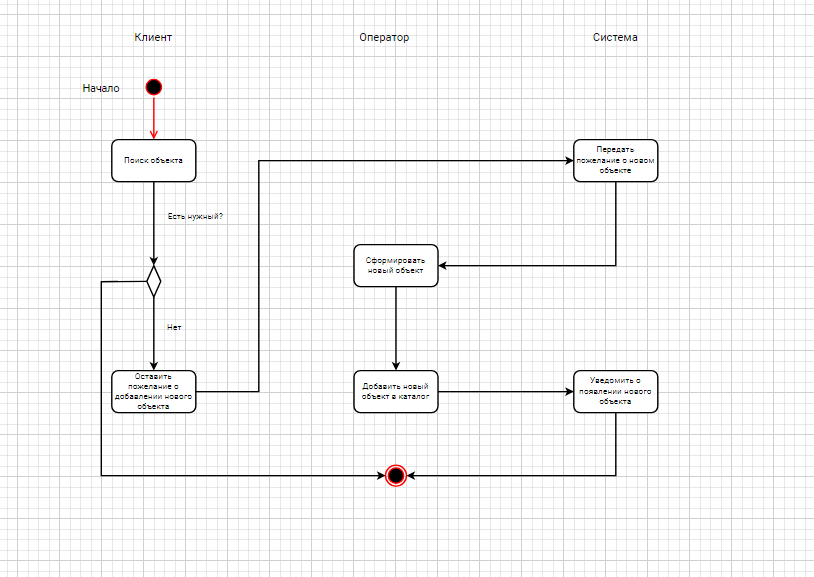 Клиент
Оператор
Система
Начало
Поиск объекта
Передать
пожелание о новом
объекте
Есть нужный?
Сформировать
новый объект
Нет
Оставить
пожелание о
добавлении нового
объекта
Добавить новый
объект в каталог
Уведомить о
появлении нового
объекта